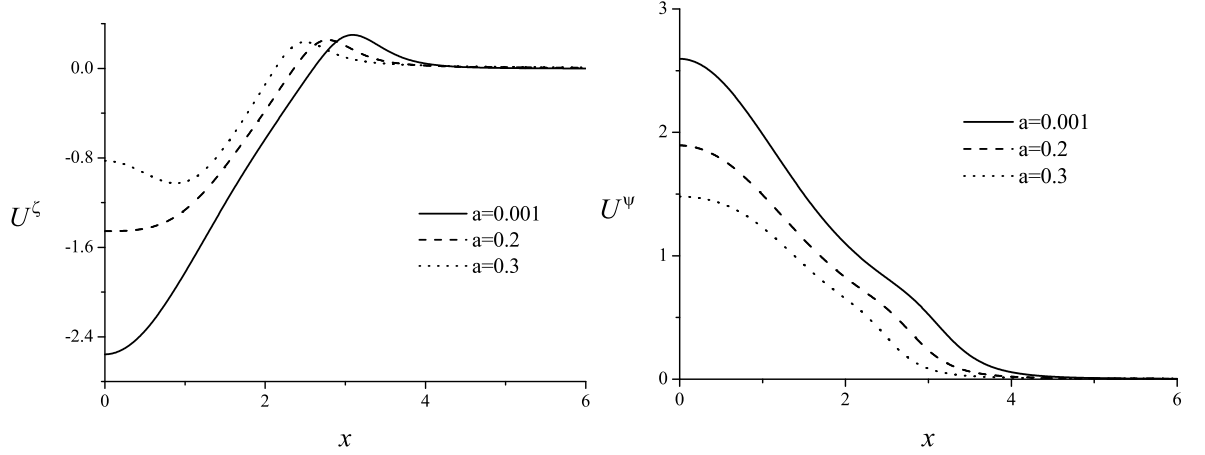 0.0
-0.8
-1.6
-2.4
U^ζ
a=0.001
a=0.2
a=0.3
0 2 4 6
x
3
2
1
0
U^ψ
a=0.001
a=0.2
a=0.3
0 2 4 6
x